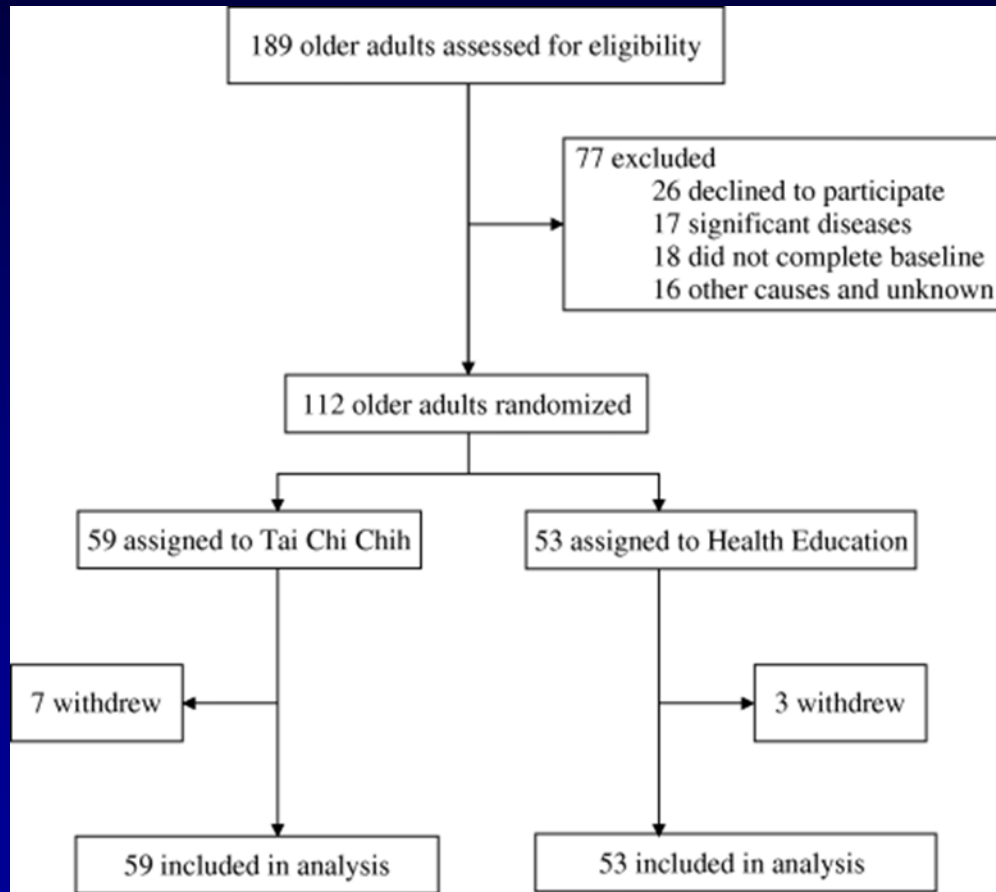 189 older adults assessed for eligibility
77 excluded
26 declined to participate
17 significant diseases
18 did not complete baseline
16 other causes and unknown
112 older adults randomized
59 assigned to Tai Chi Chih
53 assigned to Health Education
7 withdrew
3 withdrew
59 included in analysis
53 included in analysis